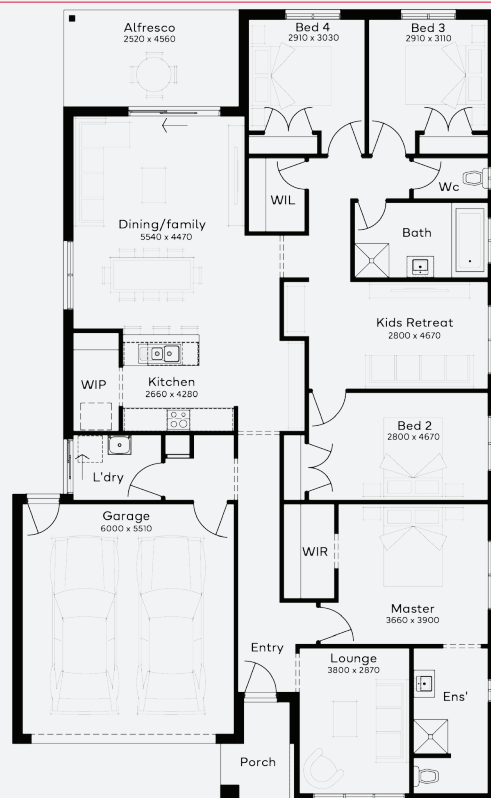 Alfresco
2520 x 4560
Bed 4
2910 x 3030
Bed 3
2910 x 3110
WIL
Wc
Bath
Dining/family
5540 x 4470
Kids Retreat
2800 x 4670
WIP
Kitchen
2660 x 4280
Bed 2
2800 x 4670
L'dry
Garage
6000 x 5510
WIR
Master
3660 x 3900
Entry
Lounge
3800 x 2870
Ens'
Porch